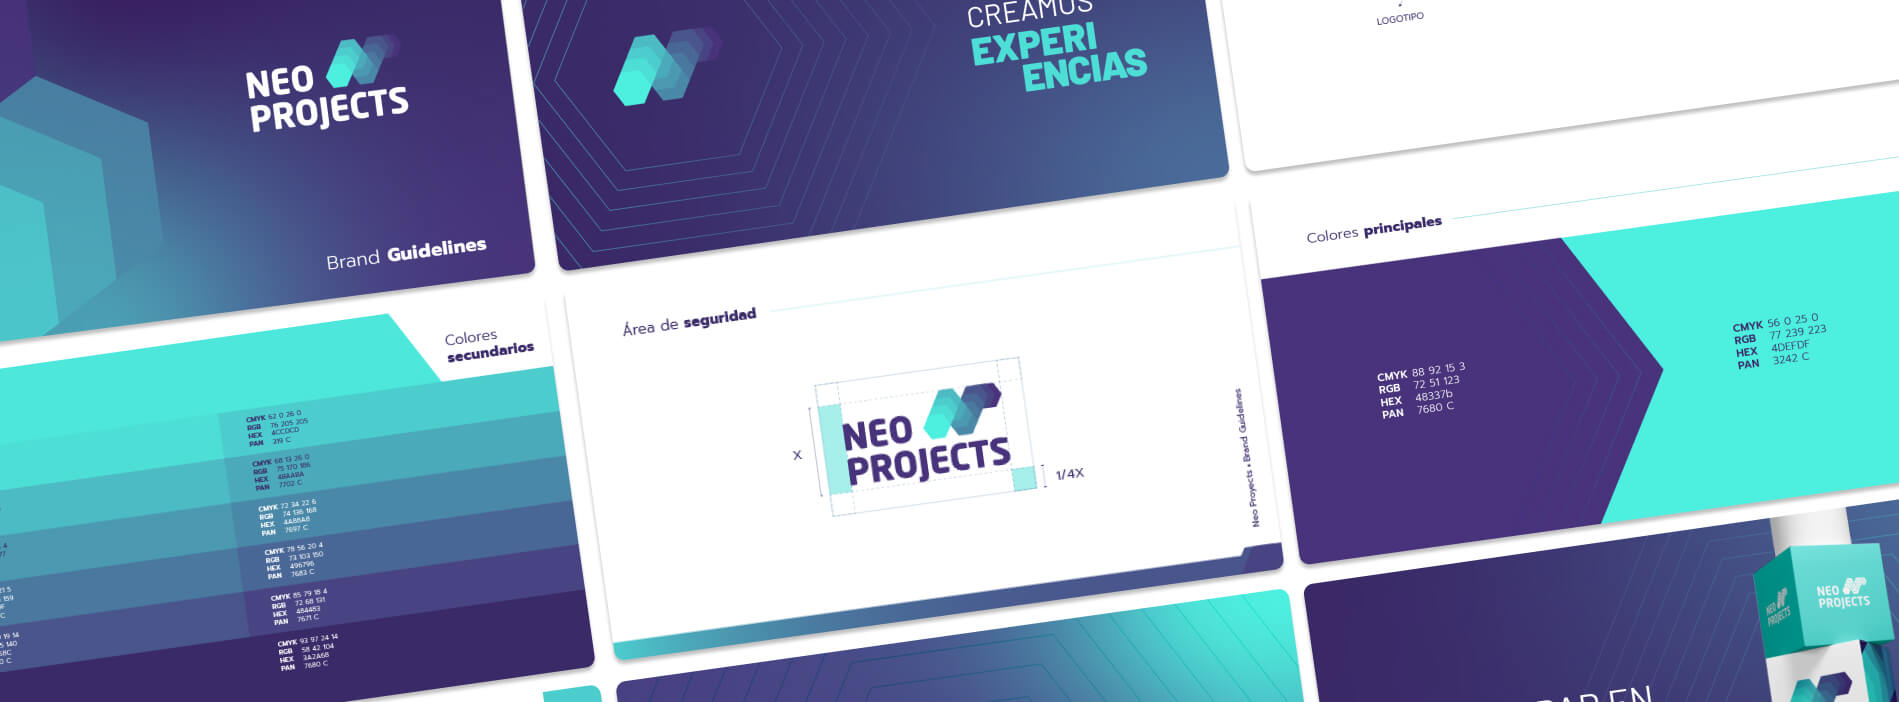 NEO
PROJECTS
Brand Guidelines
CREAMOS
EXPERI
ENCIAS
LOGOTIPO
Colores
secundarios
CMYK 62 0 26 0
RGB 76 205 205
HEX 4CCDCD
PAN 319 C
CMYK 68 13 26 0
RGB 75 170 186
HEX 4BAABA
PAN 7702 C
CMYK 72 34 22 6
RGB 74 136 168
HEX 4A88A8
PAN 7697 C
CMYK 78 56 20 4
RGB 73 103 150
HEX 496796
PAN 7683 C
CMYK 85 79 18 4
RGB 72 68 131
HEX 484483
PAN 7671 C
CMYK 93 97 24 14
RGB 58 42 104
HEX 3A2A68
PAN 7680 C
Área de seguridad
X
NEO
PROJECTS
1/4X
Neo Proyects • Brand Guidelines
Colores principales
CMYK 88 92 15 3
RGB 72 51 123
HEX 48337b
PAN 7680 C
CMYK 56 0 25 0
RGB 77 239 223
HEX 4DEFDF
PAN 3242 C
NEO
PROJECTS
NEO
PROJECTS
EN